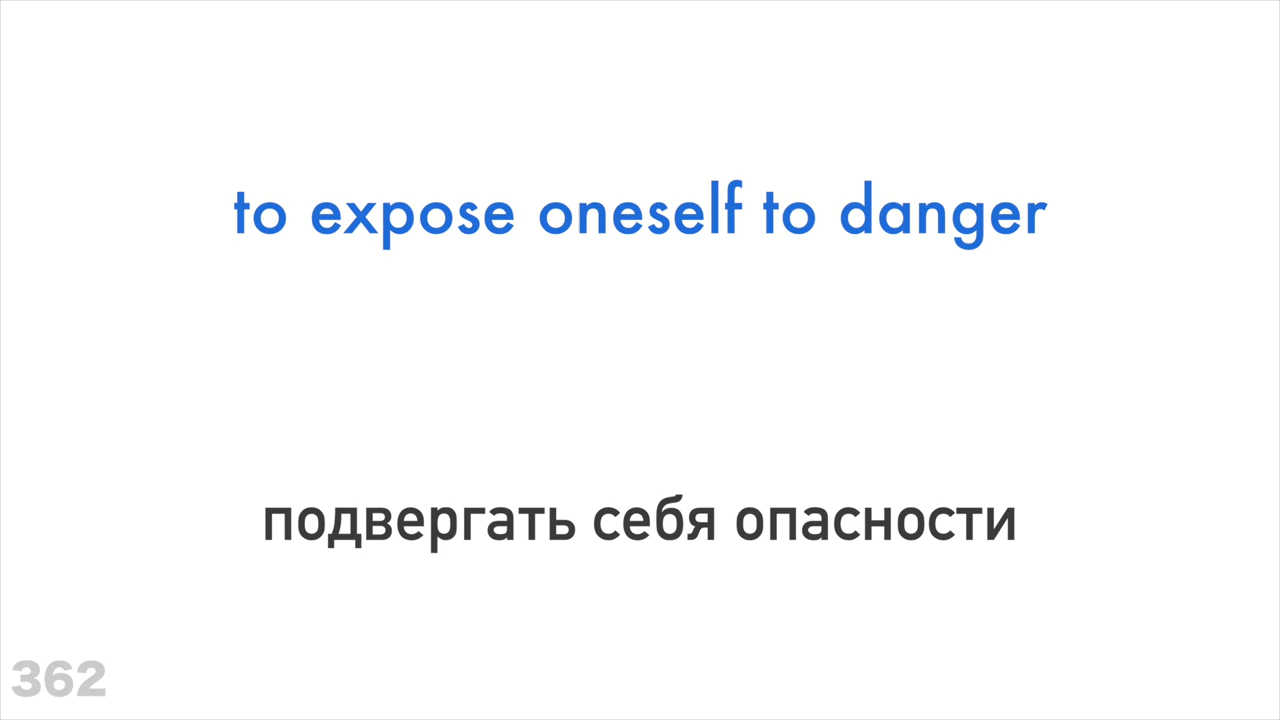 to expose oneself to danger
подвергать себя опасности
362